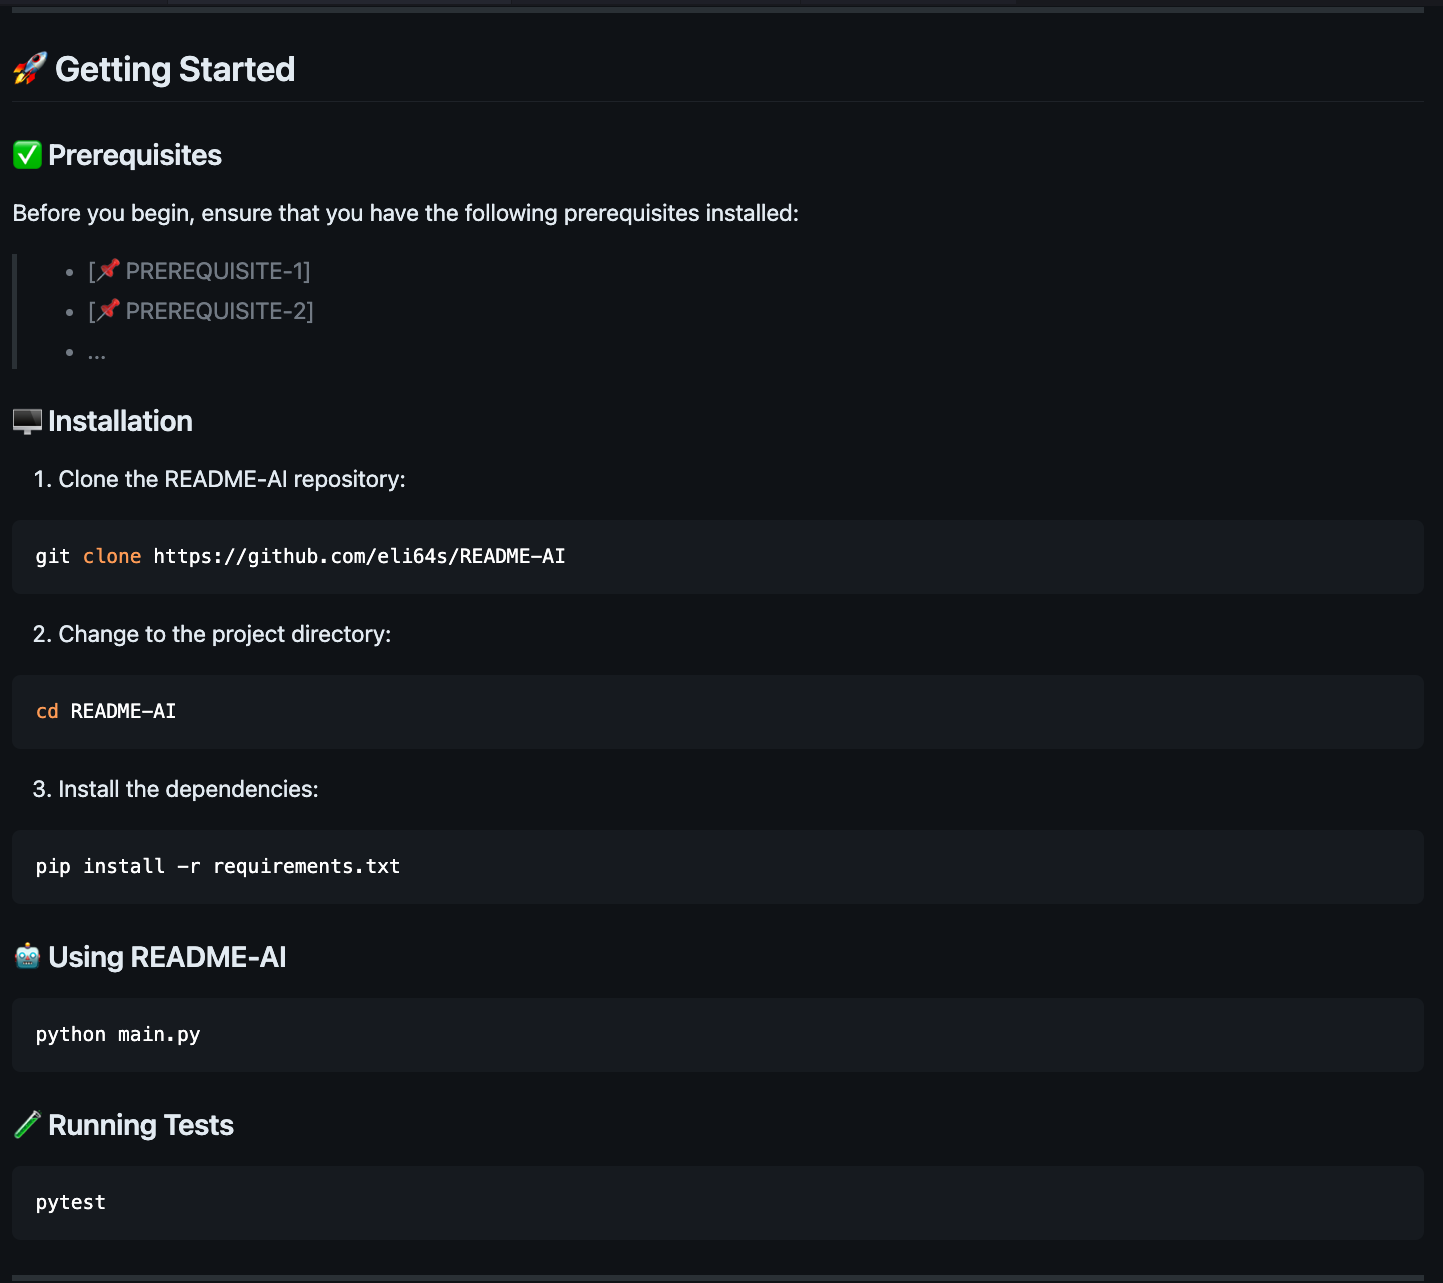 🚀 Getting Started
✅ Prerequisites
Before you begin, ensure that you have the following prerequisites installed:
• [📌 PREREQUISITE-1]
• [📌 PREREQUISITE-2]
• ...
🖥 Installation
1. Clone the README-AI repository:
git clone https://github.com/eli64s/README-AI
2. Change to the project directory:
cd README-AI
3. Install the dependencies:
pip install -r requirements.txt
🤖 Using README-AI
python main.py
🧪 Running Tests
pytest